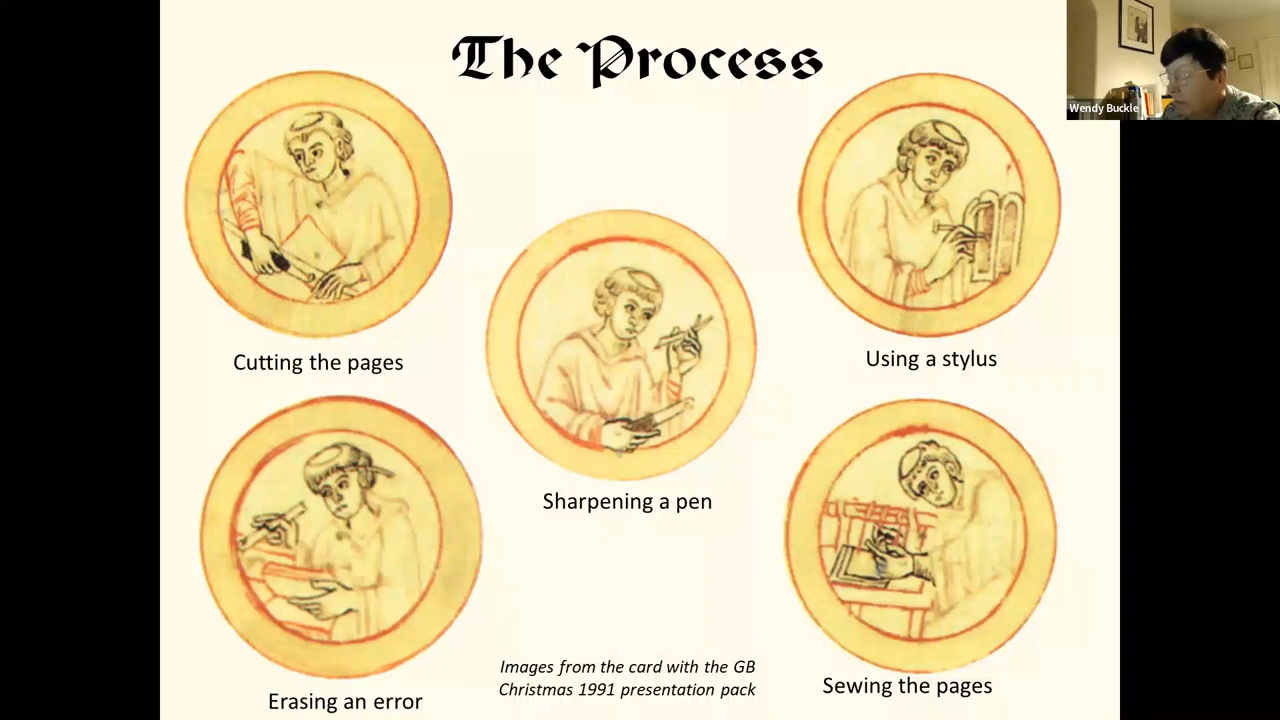 The Process
Wendy Buckle
Cutting the pages
Using a stylus
Sharpening a pen
Erasing an error
Images from the card with the GB
Christmas 1991 presentation pack
Sewing the pages